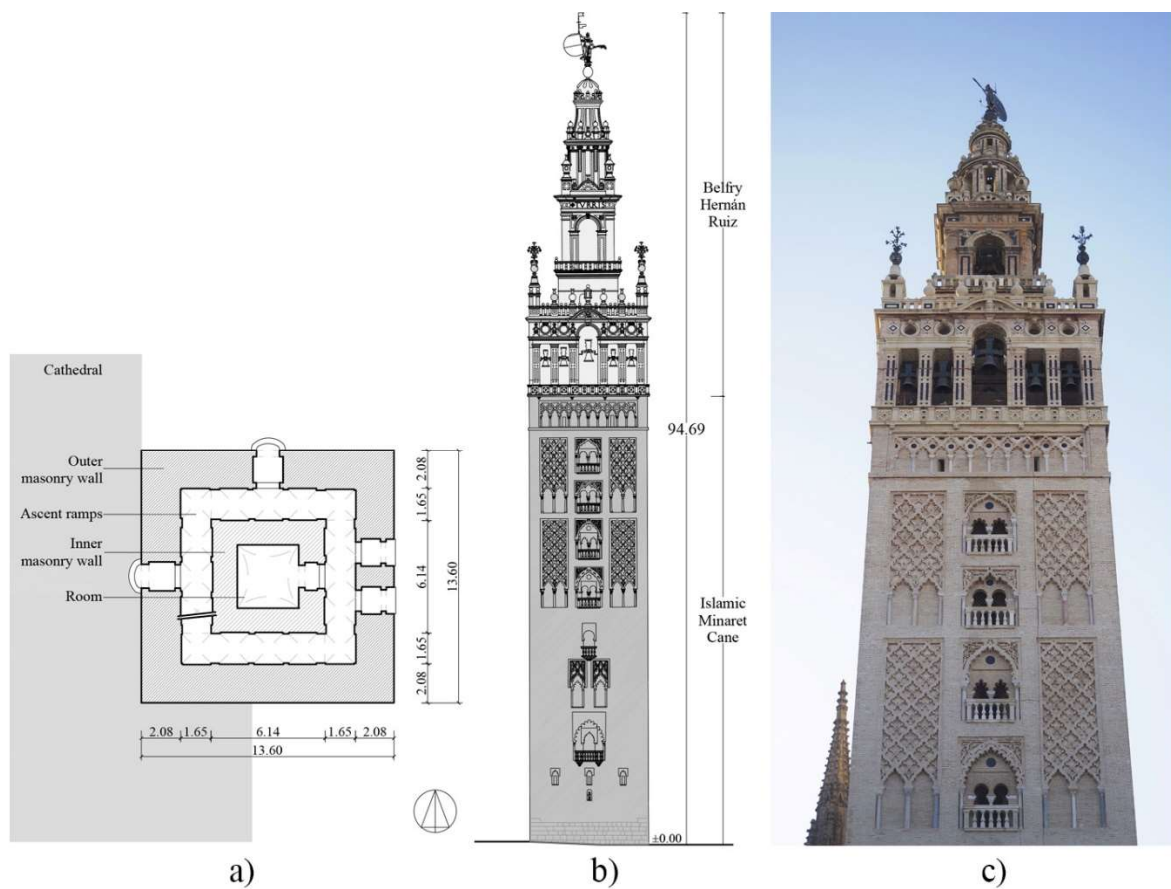 Cathedral
Outer
masonry wall
Ascent ramps
Inner
masonry wall
Room
2.08
1.65
6.14
1.65
2.08
13.60
2.08
1.65
6.14
1.65
2.08
13.60
a)
TVRRIS
Belfry
Hernán
Ruiz
94.69
Islamic
Minaret
Cane
±0.00
b)
c)